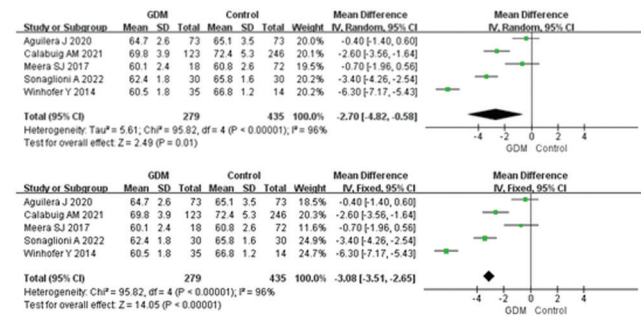 GDM Control Mean Difference Mean Difference
Study or Subgroup Mean SD Total Mean SD Total Weight IV, Random, 95% CI IV, Random, 95% CI
Aguilera J 2020 64.7 2.6 73 65.1 3.5 73 20.0% -0.40 [-1.40, 0.60]
Calabuig AM 2021 69.8 3.9 123 72.4 5.3 246 20.0% -2.60 [-3.56, -1.64]
Meera SJ 2017 60.1 2.4 18 60.8 2.6 72 19.6% -0.70 [-1.96, 0.56]
Sonaglioni A 2022 62.4 1.8 30 65.8 1.6 30 20.2% -3.40 [-4.26, -2.54]
Winhofer Y 2014 60.5 1.8 35 66.8 1.2 14 20.2% -6.30 [-7.17, -5.43]
Total (95% CI) 279 435 100.0% -2.70 [-4.82, -0.58]
Heterogeneity: Tau² = 5.61; Chi² = 95.82, df = 4 (P < 0.00001); I² = 96%
Test for overall effect: Z = 2.49 (P = 0.01)
-4 -2 0 2 4
GDM Control
GDM Control Mean Difference Mean Difference
Study or Subgroup Mean SD Total Mean SD Total Weight IV, Fixed, 95% CI IV, Fixed, 95% CI
Aguilera J 2020 64.7 2.6 73 65.1 3.5 73 18.5% -0.40 [-1.40, 0.60]
Calabuig AM 2021 69.8 3.9 123 72.4 5.3 246 20.3% -2.60 [-3.56, -1.64]
Meera SJ 2017 60.1 2.4 18 60.8 2.6 72 11.6% -0.70 [-1.96, 0.56]
Sonaglioni A 2022 62.4 1.8 30 65.8 1.6 30 24.9% -3.40 [-4.26, -2.54]
Winhofer Y 2014 60.5 1.8 35 66.8 1.2 14 24.7% -6.30 [-7.17, -5.43]
Total (95% CI) 279 435 100.0% -3.08 [-3.51, -2.65]
Heterogeneity: Chi² = 95.82, df = 4 (P < 0.00001); I² = 96%
Test for overall effect: Z = 14.05 (P < 0.00001)
-4 -2 0 2 4
GDM Control